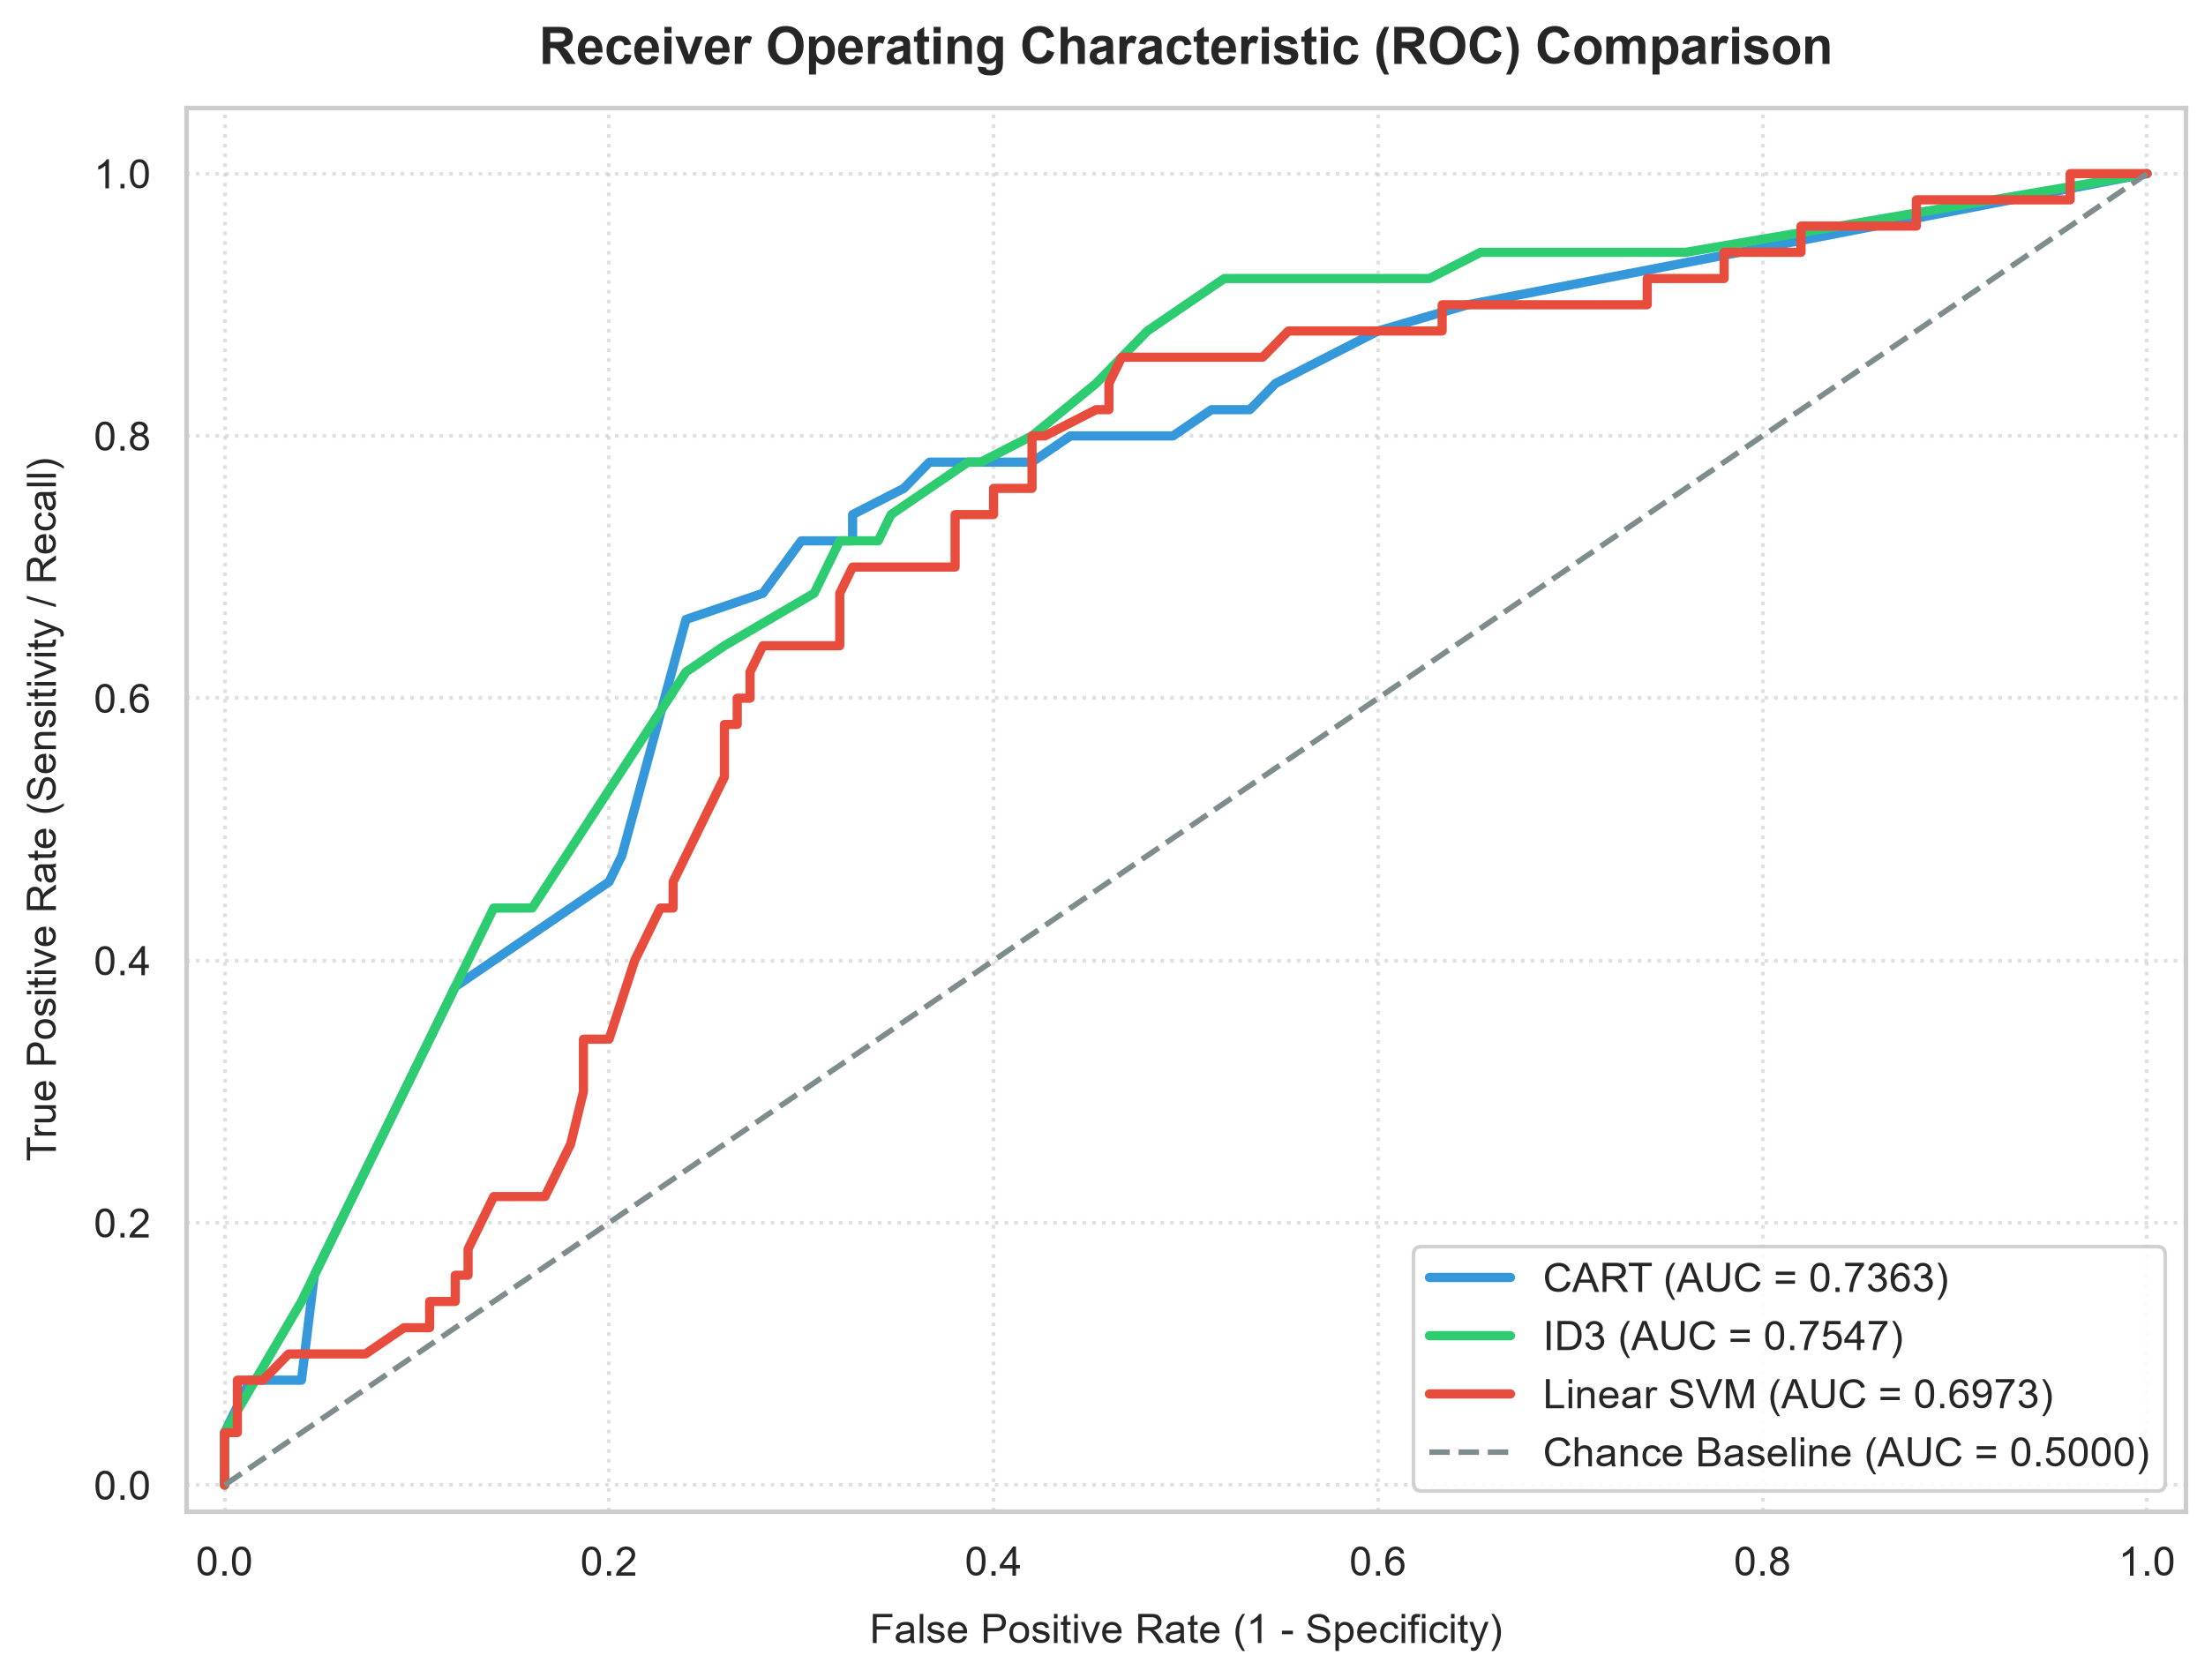 Receiver Operating Characteristic (ROC) Comparison
True Positive Rate (Sensitivity / Recall)
1.0
0.8
0.6
0.4
0.2
0.0
CART (AUC = 0.7363)
ID3 (AUC = 0.7547)
Linear SVM (AUC = 0.6973)
Chance Baseline (AUC = 0.5000)
0.0 0.2 0.4 0.6 0.8 1.0
False Positive Rate (1 - Specificity)